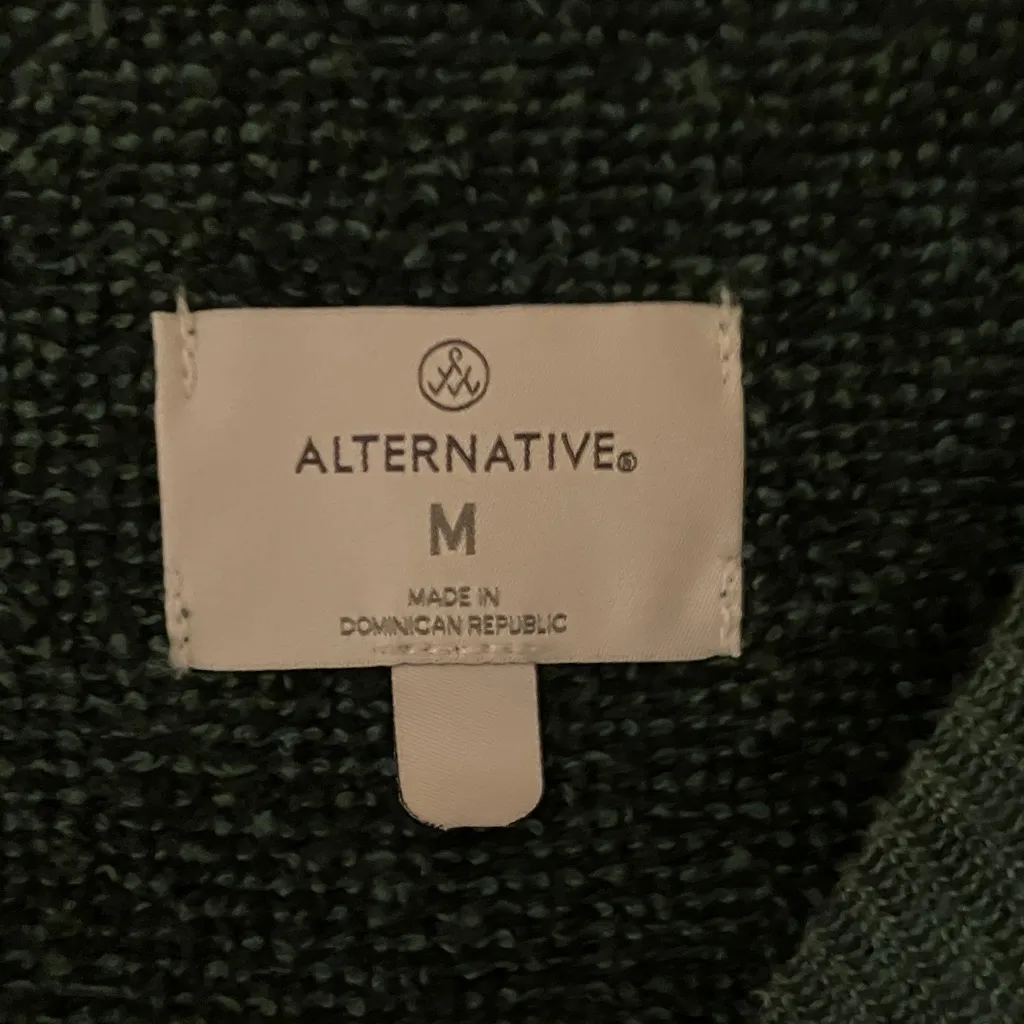 ALTERNATIVE®
M
MADE IN
DOMINICAN REPUBLIC